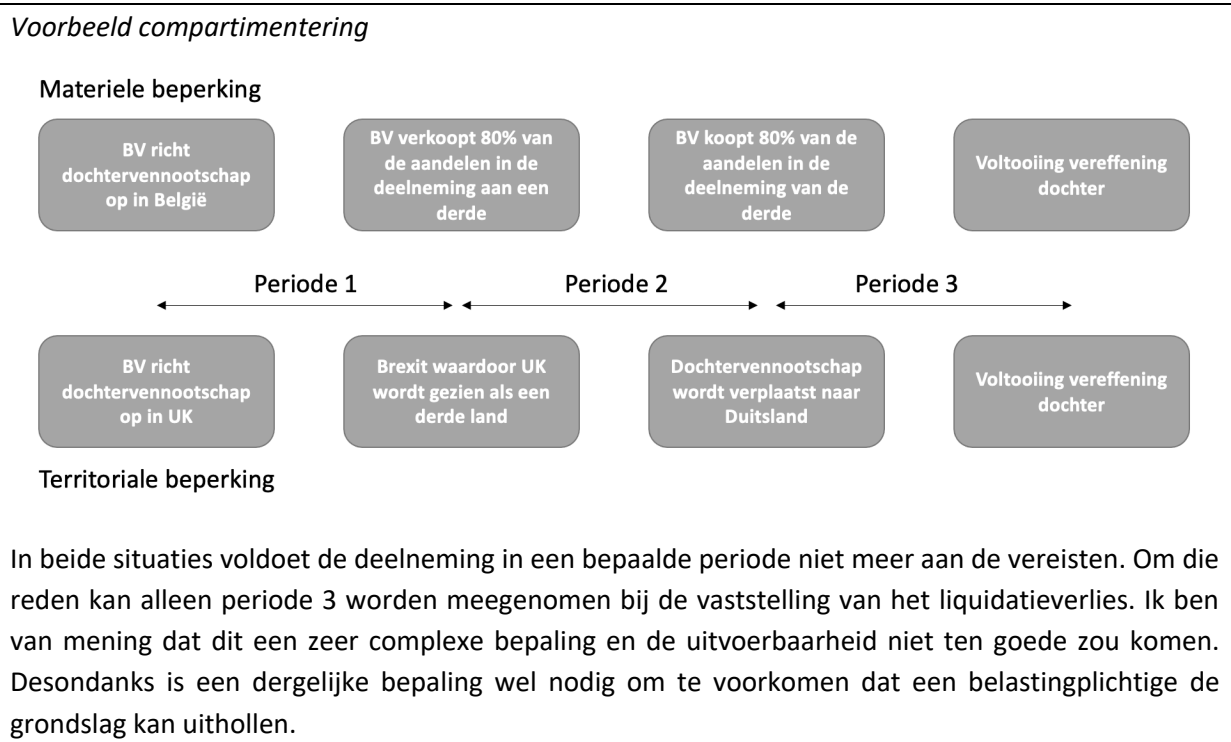 Voorbeeld compartimentering
Materiele beperking
BV richt
dochtervennootschap
op in België
BV verkoopt 80% van
de aandelen in de
deelneming aan een
derde
BV koopt 80% van de
aandelen in de
deelneming van de
derde
Voltooiing vereffening
dochter
Periode 1
Periode 2
Periode 3
BV richt
dochtervennootschap
op in UK
Brexit waardoor UK
wordt gezien als een
derde land
Dochtervennootschap
wordt verplaatst naar
Duitsland
Voltooiing vereffening
dochter
Territoriale beperking
In beide situaties voldoet de deelneming in een bepaalde periode niet meer aan de vereisten. Om die
reden kan alleen periode 3 worden meegenomen bij de vaststelling van het liquidatieverlies. Ik ben
van mening dat dit een zeer complexe bepaling en de uitvoerbaarheid niet ten goede zou komen.
Desondanks is een dergelijke bepaling wel nodig om te voorkomen dat een belastingplichtige de
grondslag kan uithollen.